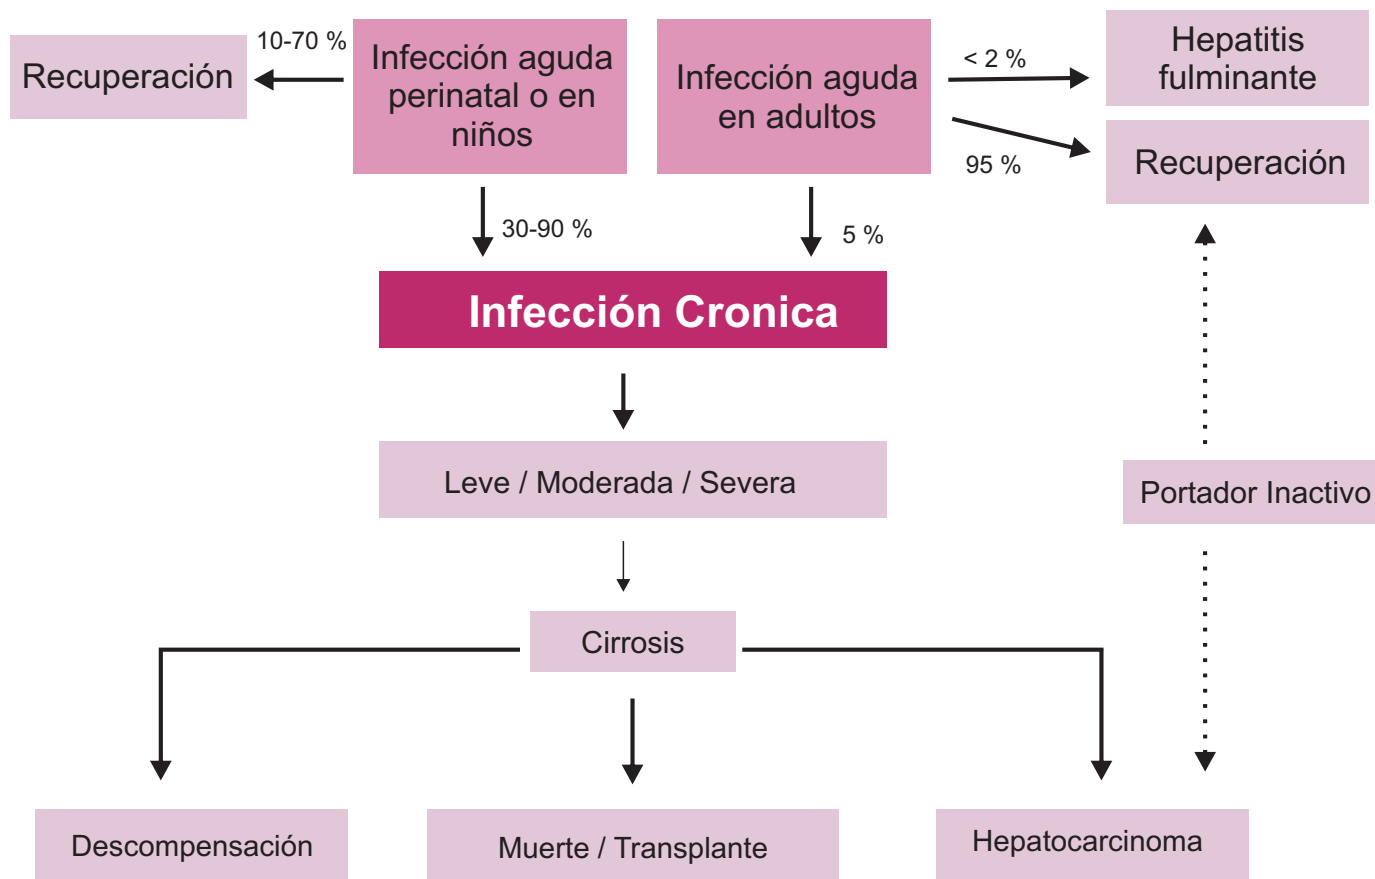 10-70 %
Recuperación
Infección aguda
perinatal o en
niños
Infección aguda
en adultos
< 2 %
Hepatitis
fulminante
95 %
Recuperación
30-90 %
5 %
Infección Cronica
Leve / Moderada / Severa
Portador Inactivo
Cirrosis
Descompensación
Muerte / Transplante
Hepatocarcinoma